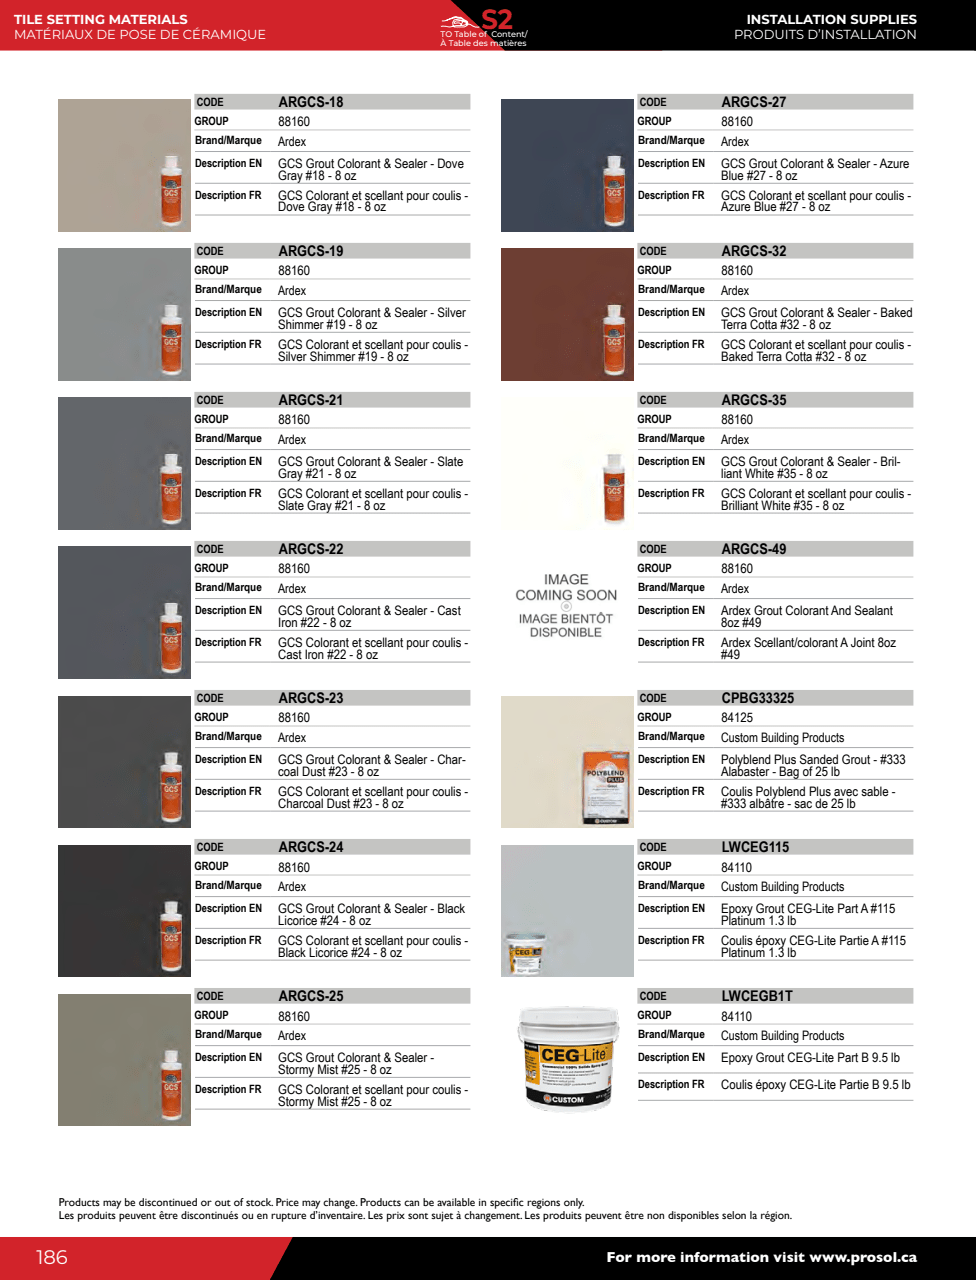 TILE SETTING MATERIALS
MATÉRIAUX DE POSE DE CÉRAMIQUE
S2
TO Table of Content/
À Table des matières
INSTALLATION SUPPLIES
PRODUITS D'INSTALLATION
CODE ARGCS-18
GROUP 88160
Brand/Marque Ardex
Description EN GCS Grout Colorant & Sealer - Dove
Gray #18 - 8 oz
Description FR GCS Colorant et scellant pour coulis -
Dove Gray #18 - 8 oz
GCS
CODE ARGCS-19
GROUP 88160
Brand/Marque Ardex
Description EN GCS Grout Colorant & Sealer - Silver
Shimmer #19 - 8 oz
Description FR GCS Colorant et scellant pour coulis -
Silver Shimmer #19 - 8 oz
GCS
CODE ARGCS-21
GROUP 88160
Brand/Marque Ardex
Description EN GCS Grout Colorant & Sealer - Slate
Gray #21 - 8 oz
Description FR GCS Colorant et scellant pour coulis -
Slate Gray #21 - 8 oz
GCS
CODE ARGCS-22
GROUP 88160
Brand/Marque Ardex
Description EN GCS Grout Colorant & Sealer - Cast
Iron #22 - 8 oz
Description FR GCS Colorant et scellant pour coulis -
Cast Iron #22 - 8 oz
GCS
CODE ARGCS-23
GROUP 88160
Brand/Marque Ardex
Description EN GCS Grout Colorant & Sealer - Char-
coal Dust #23 - 8 oz
Description FR GCS Colorant et scellant pour coulis -
Charcoal Dust #23 - 8 oz
GCS
CODE ARGCS-24
GROUP 88160
Brand/Marque Ardex
Description EN GCS Grout Colorant & Sealer - Black
Licorice #24 - 8 oz
Description FR GCS Colorant et scellant pour coulis -
Black Licorice #24 - 8 oz
GCS
CODE ARGCS-25
GROUP 88160
Brand/Marque Ardex
Description EN GCS Grout Colorant & Sealer -
Stormy Mist #25 - 8 oz
Description FR GCS Colorant et scellant pour coulis -
Stormy Mist #25 - 8 oz
GCS
CODE ARGCS-27
GROUP 88160
Brand/Marque Ardex
Description EN GCS Grout Colorant & Sealer - Azure
Blue #27 - 8 oz
Description FR GCS Colorant et scellant pour coulis -
Azure Blue #27 - 8 oz
GCS
CODE ARGCS-32
GROUP 88160
Brand/Marque Ardex
Description EN GCS Grout Colorant & Sealer - Baked
Terra Cotta #32 - 8 oz
Description FR GCS Colorant et scellant pour coulis -
Baked Terra Cotta #32 - 8 oz
GCS
CODE ARGCS-35
GROUP 88160
Brand/Marque Ardex
Description EN GCS Grout Colorant & Sealer - Bril-
liant White #35 - 8 oz
Description FR GCS Colorant et scellant pour coulis -
Brilliant White #35 - 8 oz
GCS
IMAGE
COMING SOON
IMAGE BIENTÔT
DISPONIBLE
CODE ARGCS-49
GROUP 88160
Brand/Marque Ardex
Description EN Ardex Grout Colorant And Sealant
8oz #49
Description FR Ardex Scellant/colorant A Joint 8oz
#49
CODE CPBG33325
GROUP 84125
Brand/Marque Custom Building Products
Description EN Polyblend Plus Sanded Grout - #333
Alabaster - Bag of 25 lb
Description FR Coulis Polyblend Plus avec sable -
#333 albâtre - sac de 25 lb
POLYBLEND
PLUS
CUSTOM
CODE LWCEG115
GROUP 84110
Brand/Marque Custom Building Products
Description EN Epoxy Grout CEG-Lite Part A #115
Platinum 1.3 lb
Description FR Coulis époxy CEG-Lite Partie A #115
Platinum 1.3 lb
CODE LWCEGB1T
GROUP 84110
Brand/Marque Custom Building Products
Description EN Epoxy Grout CEG-Lite Part B 9.5 lb
Description FR Coulis époxy CEG-Lite Partie B 9.5 lb
CEG-Lite
Commercial 100% Solids Epoxy Grout
CUSTOM
Products may be discontinued or out of stock. Price may change. Products can be available in specific regions only.
Les produits peuvent être discontinués ou en rupture d'inventaire. Les prix sont sujet à changement. Les produits peuvent être non disponibles selon la région.
186
For more information visit www.prosol.ca